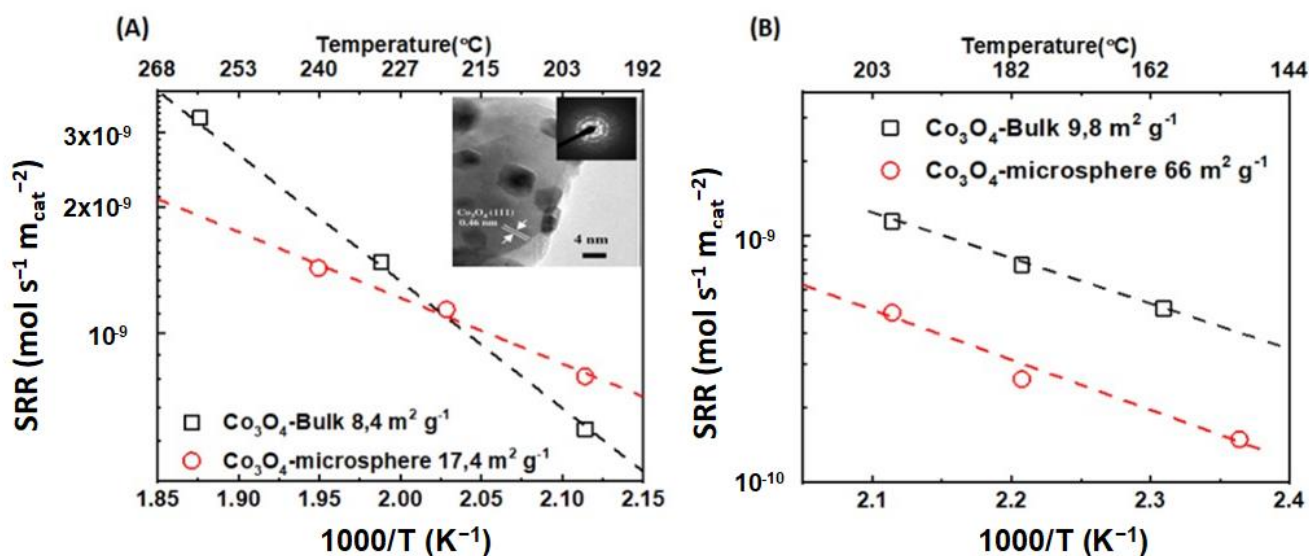 (A)
Temperature(°C)
268 253 240 227 215 203 192
3x10⁻⁹
2x10⁻⁹
10⁻⁹
SRR (mol s⁻¹ m_cat⁻²)
Co₃O₄(111)
0.46 nm
4 nm
Co₃O₄-Bulk 8,4 m² g⁻¹
Co₃O₄-microsphere 17,4 m² g⁻¹
1.85 1.90 1.95 2.00 2.05 2.10 2.15
1000/T (K⁻¹)
(B)
Temperature(°C)
203 182 162 144
Co₃O₄-Bulk 9,8 m² g⁻¹
Co₃O₄-microsphere 66 m² g⁻¹
10⁻⁹
10⁻¹⁰
SRR (mol s⁻¹ m_cat⁻²)
2.1 2.2 2.3 2.4
1000/T (K⁻¹)